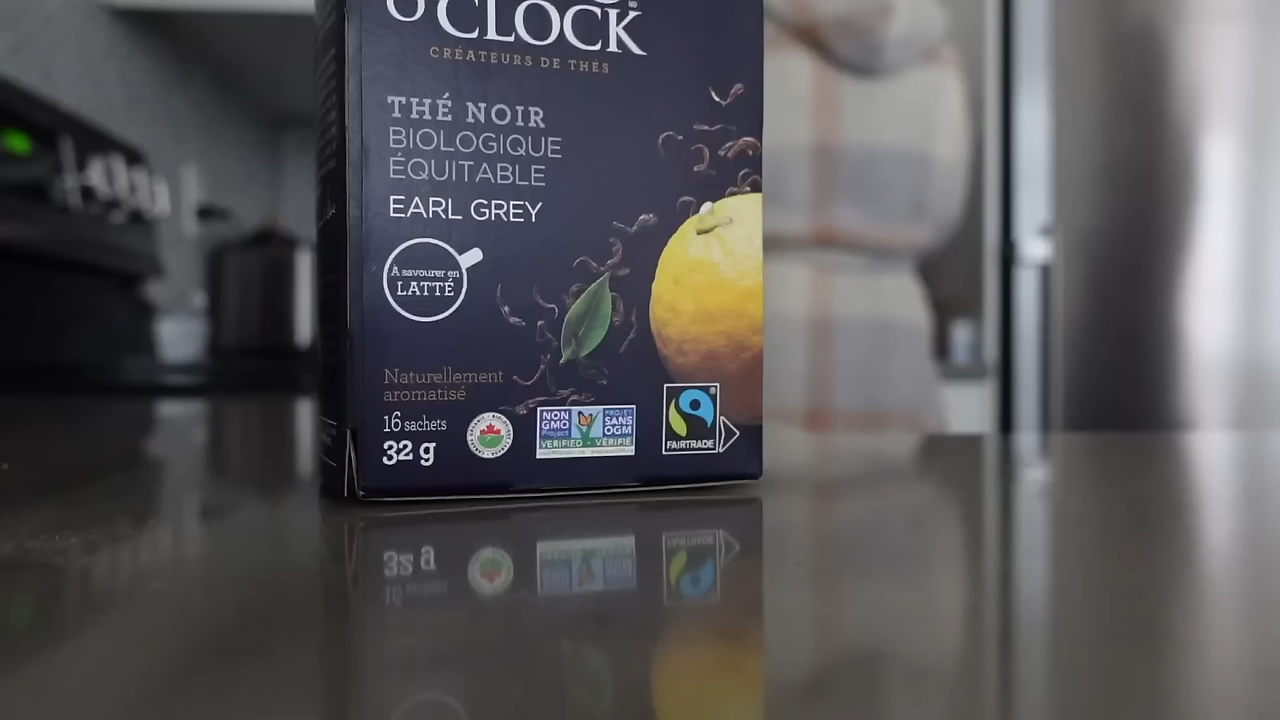 O'CLOCK
CRÉATEURS DE THÉS
THÉ NOIR
BIOLOGIQUE
ÉQUITABLE
EARL GREY
À savourer en
LATTÉ
Naturellement
aromatisé
16 sachets
32 g
NON
GMO
Project
PROJET
SANS
OGM
VERIFIED - VÉRIFIÉ
FAIRTRADE